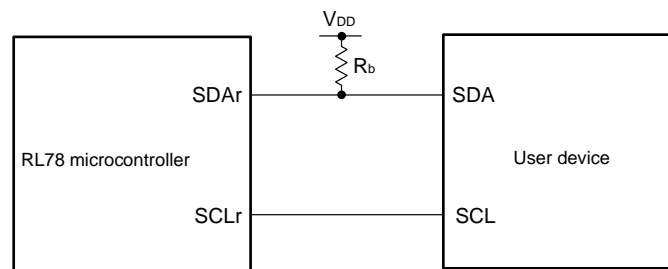 VDD
Rb
SDAr
SDA
RL78 microcontroller
User device
SCLr
SCL